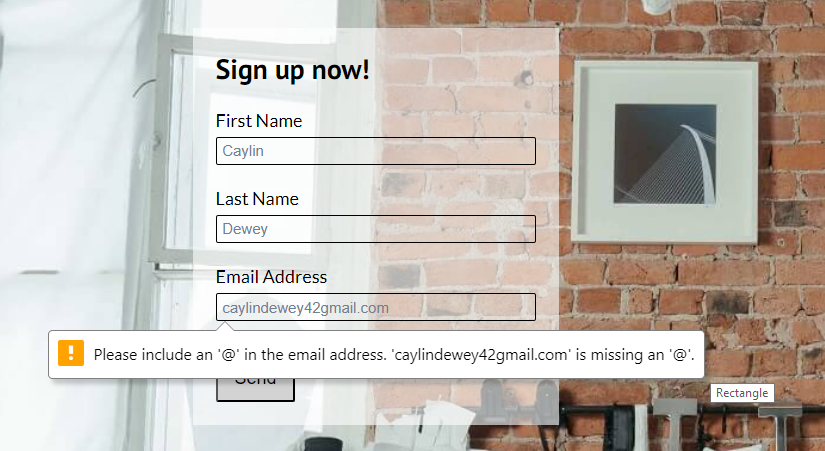 Sign up now!
First Name
Caylin
Last Name
Dewey
Email Address
caylindewey42gmail.com
Please include an '@' in the email address. 'caylindewey42gmail.com' is missing an '@'.
Send
Rectangle